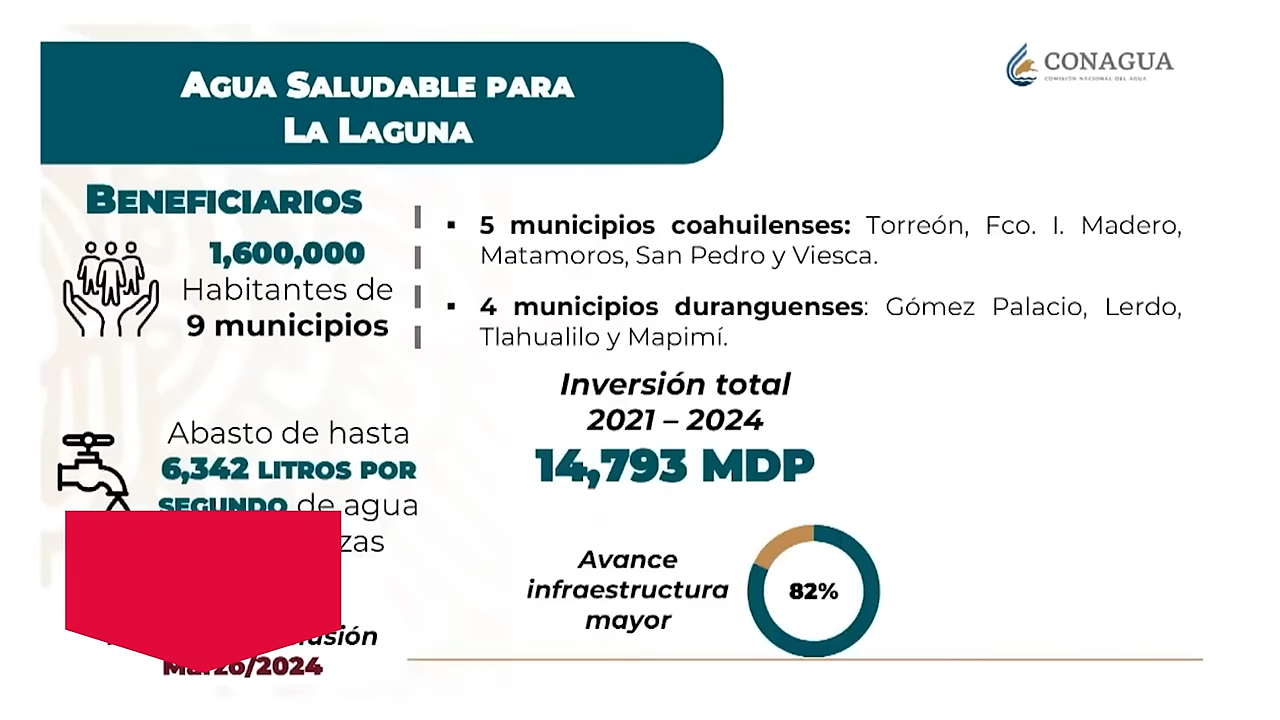 AGUA SALUDABLE PARA
LA LAGUNA
CONAGUA
COMISIÓN NACIONAL DEL AGUA
BENEFICIARIOS
1,600,000
Habitantes de
9 municipios
▪ 5 municipios coahuilenses: Torreón, Fco. I. Madero,
Matamoros, San Pedro y Viesca.
▪ 4 municipios duranguenses: Gómez Palacio, Lerdo,
Tlahualilo y Mapimí.
Abasto de hasta
6,342 LITROS POR
SEGUNDO de agua
Inversión total
2021 – 2024
14,793 MDP
Avance
infraestructura
mayor
82%
Marzo/2024